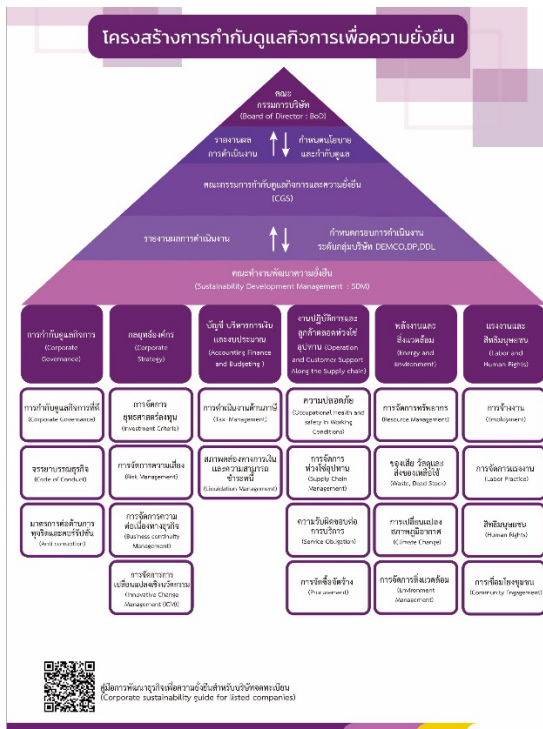 โครงสร้างการกำกับดูแลกิจการเพื่อความยั่งยืน
คณะ
กรรมการบริษัท
(Board of Director : BoD)
รายงานผล
การดำเนินงาน
กำหนดนโยบาย
และกำกับดูแล
คณะกรรมการกำกับดูแลกิจการและความยั่งยืน
(CGS)
รายงานผลการดำเนินงาน
กำหนดกรอบการดำเนินงาน
ระดับกลุ่มบริษัท DEMCO,DP,DDL
คณะทำงานพัฒนาความยั่งยืน
(Sustainability Development Management : SDM)
การกำกับดูแลกิจการ
(Corporate
Governance)
กลยุทธ์องค์กร
(Corporate
Strategy)
บัญชี บริหารการเงิน
และงบประมาณ
(Accounting Finance
and Budgeting )
งานปฏิบัติการและ
ลูกค้าตลอดห่วงโซ่
อุปทาน (Operation
and Customer Support
Along the Supply chain)
พลังงานและ
สิ่งแวดล้อม
(Energy and
Environment)
แรงงานและ
สิทธิมนุษยชน
(Labor and
Human Rights)
การกำกับดูแลกิจการที่ดี
(Corporate Governance)
จรรยาบรรณธุรกิจ
(Code of Conduct)
มาตรการต่อต้านการ
ทุจริตและคอร์รัปชั่น
(Anti-corruption)
การจัดการ
ยุทธศาสตร์ลงทุน
(Investment Criteria)
การจัดการความเสี่ยง
(Risk Management)
การจัดการความ
ต่อเนื่องทางธุรกิจ
(Business continuity
Management)
การจัดการการ
เปลี่ยนแปลงเชิงนวัตกรรม
(Innovative Change
Management (ICM))
การดำเนินงานด้านภาษี
(Tax Management)
สภาพคล่องทางการเงิน
และความสามารถ
ชำระหนี้
(Liquidation Management)
ความปลอดภัย
(Occupational Health and
safety in Working
Conditions)
การจัดการ
ห่วงโซ่อุปทาน
(Supply Chain
Management)
ความรับผิดชอบต่อ
การบริการ
(Service Obligation)
การจัดซื้อจัดจ้าง
(Procurement)
การจัดการทรัพยากร
(Resource Management)
ของเสีย วัสดุและ
สิ่งของเหลือใช้
(Waste, Dead Stock)
การเปลี่ยนแปลง
สภาพภูมิอากาศ
(Climate Change)
การจัดการสิ่งแวดล้อม
(Environment
Management)
การจ้างงาน
(Employment)
การจัดการแรงงาน
(Labor Practice)
สิทธิมนุษยชน
(Human Rights)
การเชื่อมโยงชุมชน
(Community Engagement)
คู่มือการพัฒนาธุรกิจเพื่อความยั่งยืนสำหรับบริษัทจดทะเบียน
(Corporate sustainability guide for listed companies)